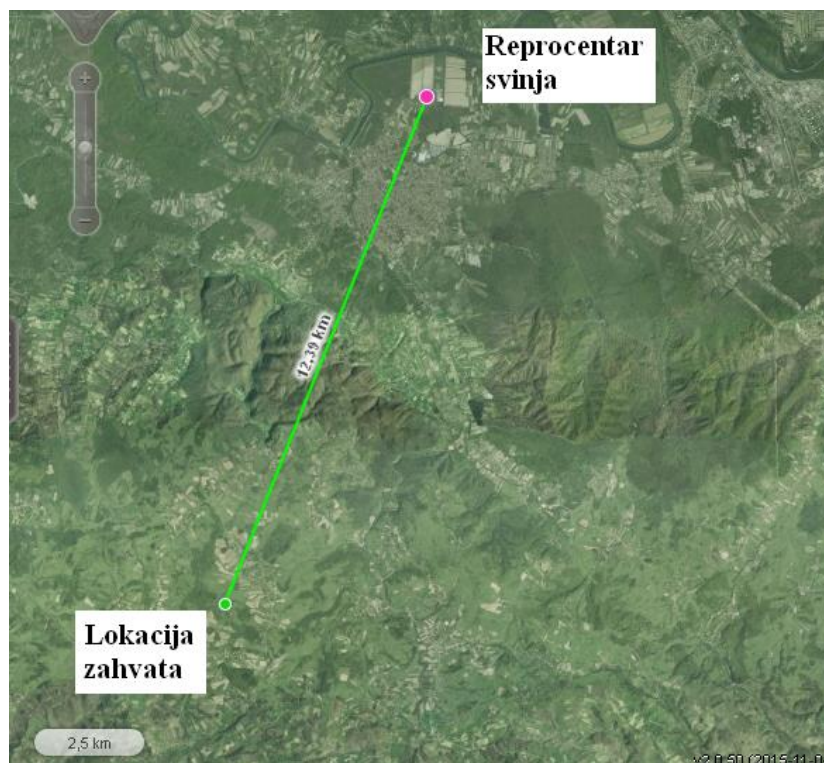 Reprocentar
svinja
12,39 km
Lokacija
zahvata
2,5 km